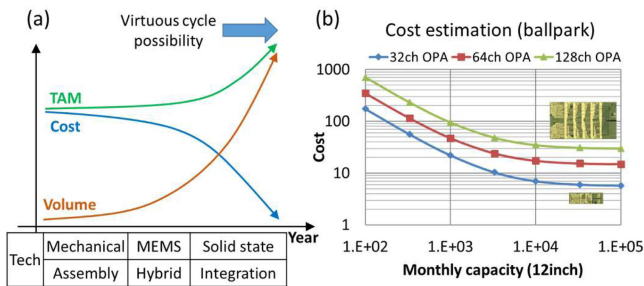 (a)
Virtuous cycle
possibility
TAM
Cost
Volume
Year
Tech
Mechanical
MEMS
Solid state
Assembly
Hybrid
Integration
(b)
Cost estimation (ballpark)
32ch OPA
64ch OPA
128ch OPA
1000
100
10
1
Cost
1.E+02
1.E+03
1.E+04
1.E+05
Monthly capacity (12inch)